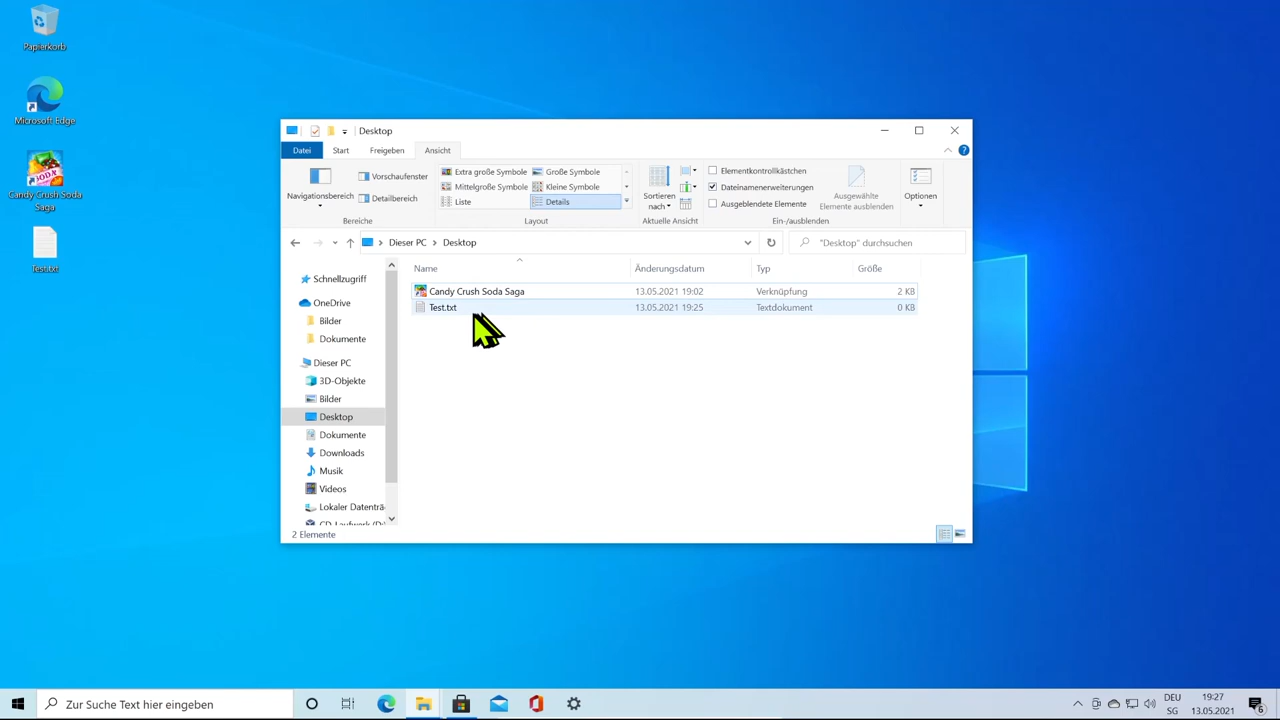 Papierkorb
Microsoft Edge
Candy Crush Soda
Saga
Test.txt
Desktop
Datei Start Freigeben Ansicht
Navigationsbereich
Vorschaufenster
Detailbereich
Bereiche
Extra große Symbole Große Symbole
Mittelgroße Symbole Kleine Symbole
Liste Details
Layout
Sortieren
nach
Aktuelle Ansicht
Elementkontrollkästchen
Dateinamenerweiterungen
Ausgeblendete Elemente
Ausgewählte
Elemente ausblenden
Ein-/ausblenden
Optionen
Dieser PC Desktop
"Desktop" durchsuchen
Schnellzugriff
OneDrive
Bilder
Dokumente
Dieser PC
3D-Objekte
Bilder
Desktop
Dokumente
Downloads
Musik
Videos
Lokaler Datenträ
CD-Laufwerk (D:)
Name Änderungsdatum Typ Größe
Candy Crush Soda Saga 13.05.2021 19:02 Verknüpfung 2 KB
Test.txt 13.05.2021 19:25 Textdokument 0 KB
2 Elemente
Zur Suche Text hier eingeben
DEU
SG
19:27
13.05.2021
6